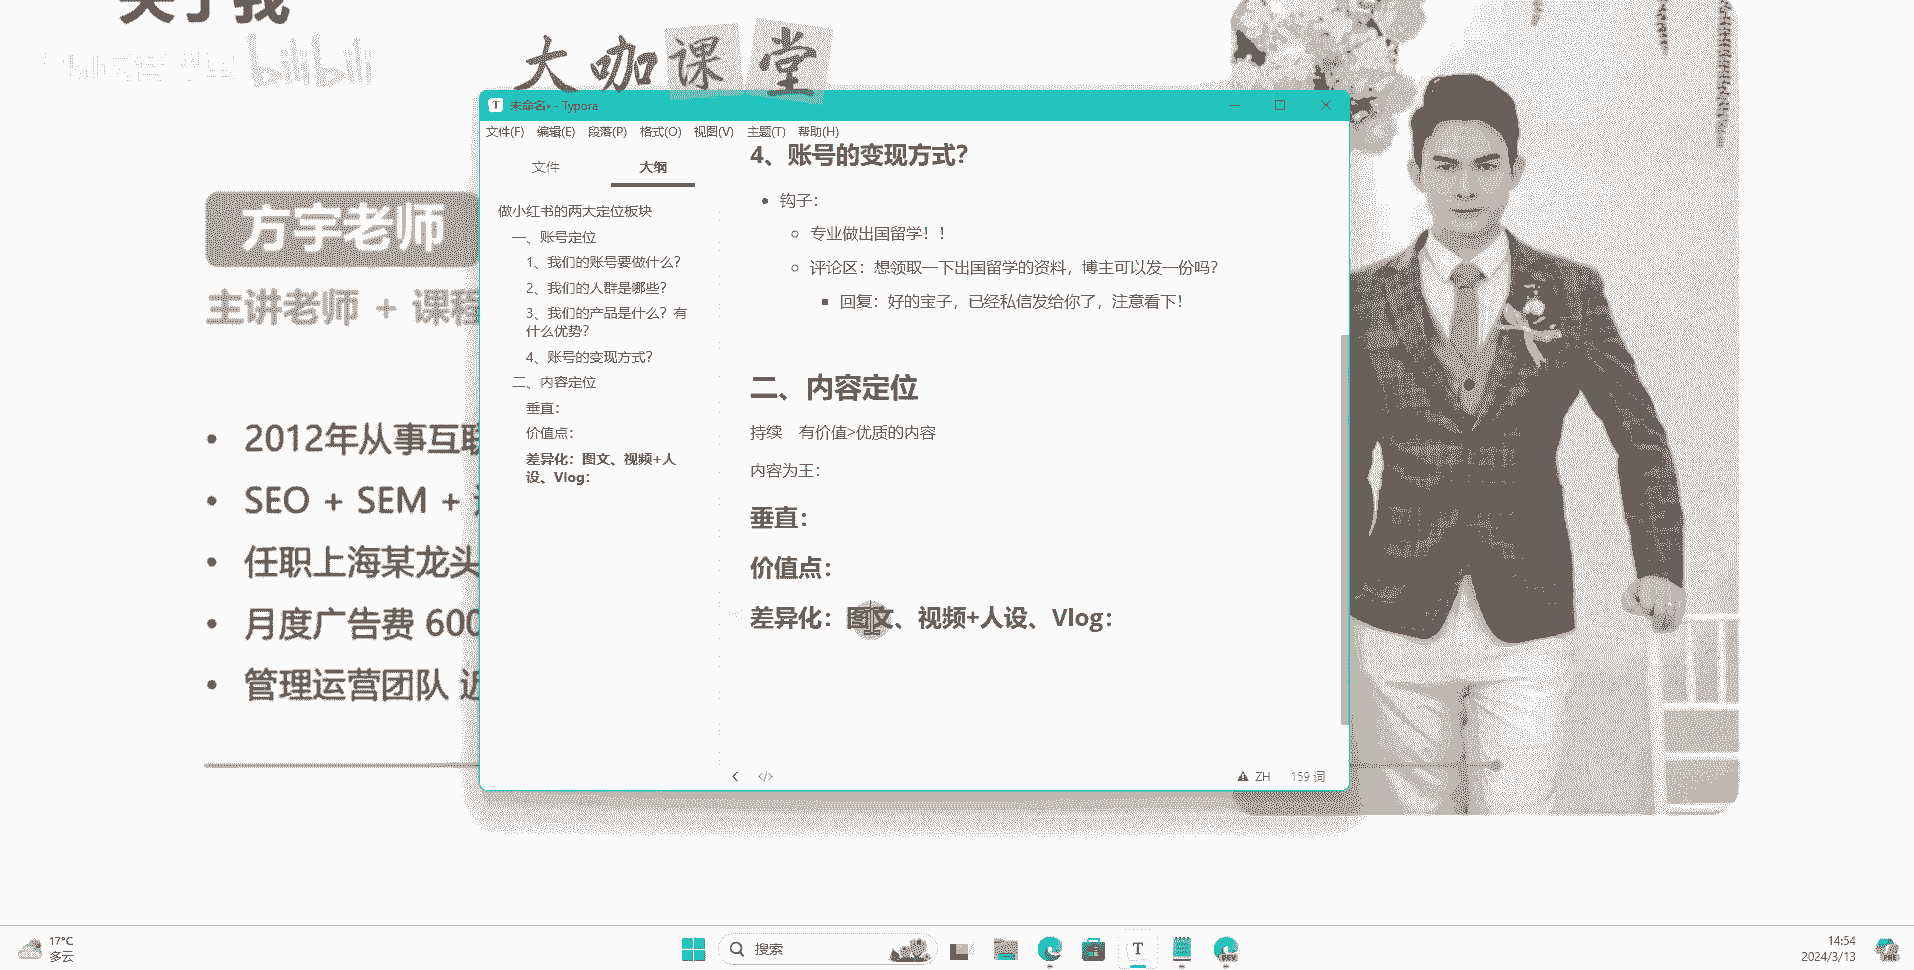 关于我
bilibili
大咖课堂
方宇老师
主讲老师 + 课程
2012年从事互联
SEO + SEM +
任职上海某龙头
月度广告费 600
管理运营团队 近
未命名• - Typora
文件(F) 编辑(E) 段落(P) 格式(O) 视图(V) 主题(T) 帮助(H)
文件 大纲
做小红书的两大定位板块
一、账号定位
1、我们的账号要做什么？
2、我们的人群是哪些？
3、我们的产品是什么？有
什么优势？
4、账号的变现方式？
二、内容定位
垂直：
价值点：
差异化：图文、视频+人
设、Vlog：
4、账号的变现方式？
钩子：
专业做出国留学！！
评论区：想领取一下出国留学的资料，博主可以发一份吗？
回复：好的宝子，已经私信发给你了，注意看下！
二、内容定位
持续 有价值>优质的内容
内容为王：
垂直：
价值点：
差异化：图文、视频+人设、Vlog：
ZH 159 词
17°C
多云
搜索
DEV
14:54
2024/3/13
PRE